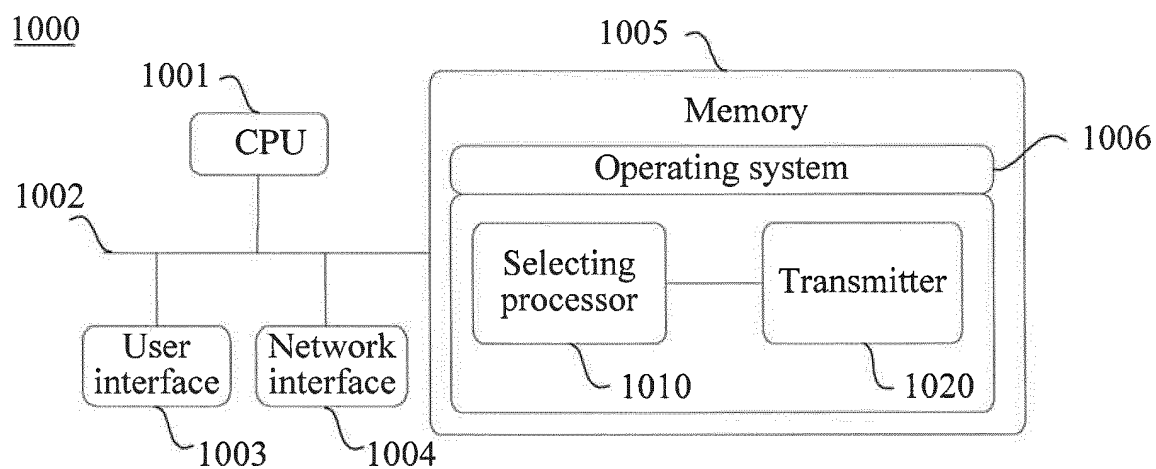 1000
1005
1001
Memory
CPU
1006
Operating system
1002
Selecting
processor
Transmitter
User
interface
Network
interface
1010
1020
1003
1004